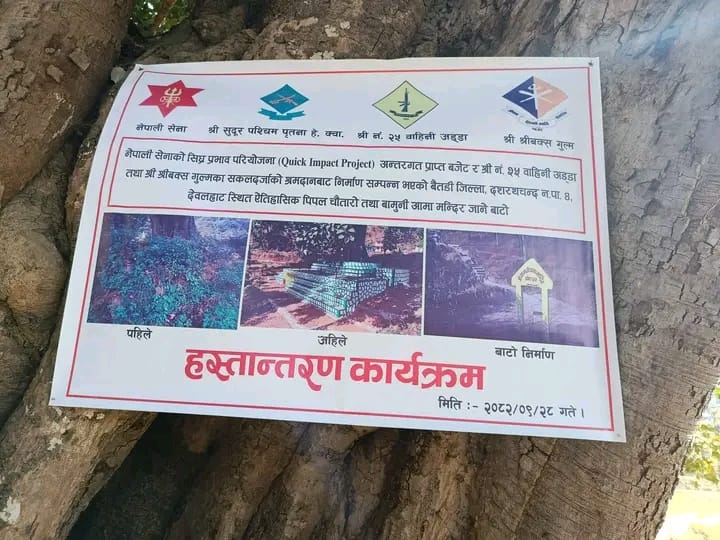 नेपाली सेना
श्री सुदूर पश्चिम पृतना हे. क्वा.
श्री नं. २५ वाहिनी अड्डा
श्री श्रीबक्स गुल्म
नेपाली सेनाको सिघ्र प्रभाव परियोजना (Quick Impact Project) अन्तरगत प्राप्त बजेट र श्री नं. २५ वाहिनी अड्डा
तथा श्री श्रीबक्स गुल्मका सकलदर्जाको श्रमदानबाट निर्माण सम्पन्न भएको बैतडी जिल्ला, दशरथचन्द न.पा. ४,
देवलहाट स्थित ऐतिहासिक पिपल चौतारो तथा बामुनी आमा मन्दिर जाने बाटो
पहिले
अहिले
बाटो निर्माण
हस्तान्तरण कार्यक्रम
मिति :- २०८२/०९/२८ गते ।